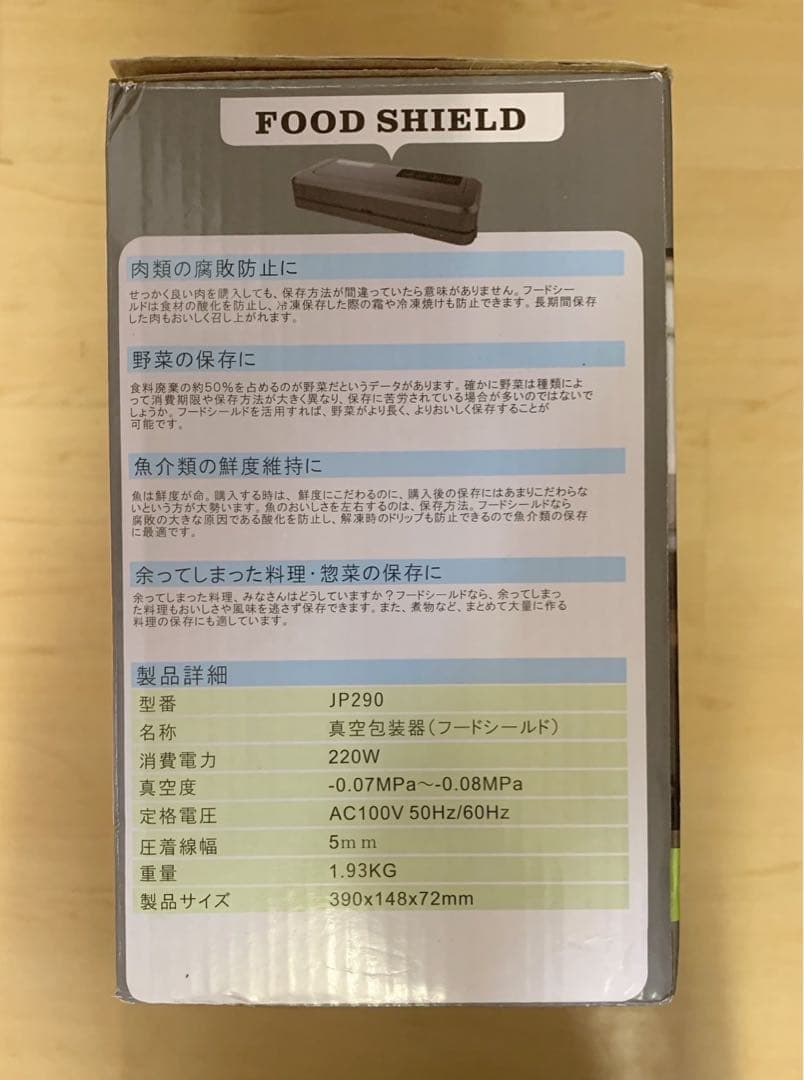 FOOD SHIELD
肉類の腐敗防止に
せっかく良い肉を購入しても、保存方法が間違っていたら意味がありません。フードシー
ルドは食材の酸化を防止し、冷凍保存した際の霜や冷凍焼けも防止できます。長期間保存
した肉もおいしく召し上がれます。
野菜の保存に
食料廃棄の約50%を占めるのが野菜だというデータがあります。確かに野菜は種類によ
って消費期限や保存方法が大きく異なり、保存に苦労されている場合が多いのではないで
しょうか。フードシールドを活用すれば、野菜がより長く、よりおいしく保存することが
可能です。
魚介類の鮮度維持に
魚は鮮度が命。購入する時は、鮮度にこだわるのに、購入後の保存にはあまりこだわらな
いという方が大勢います。魚のおいしさを左右するのは、保存方法。フードシールドなら
腐敗の大きな原因である酸化を防止し、解凍時のドリップも防止できるので魚介類の保存
に最適です。
余ってしまった料理・惣菜の保存に
余ってしまった料理、みなさんはどうしていますか?フードシールドなら、余ってしまっ
た料理もおいしさや風味を逃さず保存できます。また、煮物など、まとめて大量に作る
料理の保存にも適しています。
製品詳細
型番 JP290
名称 真空包装器(フードシールド)
消費電力 220W
真空度 -0.07MPa~-0.08MPa
定格電圧 AC100V 50Hz/60Hz
圧着線幅 5mm
重量 1.93KG
製品サイズ 390x148x72mm